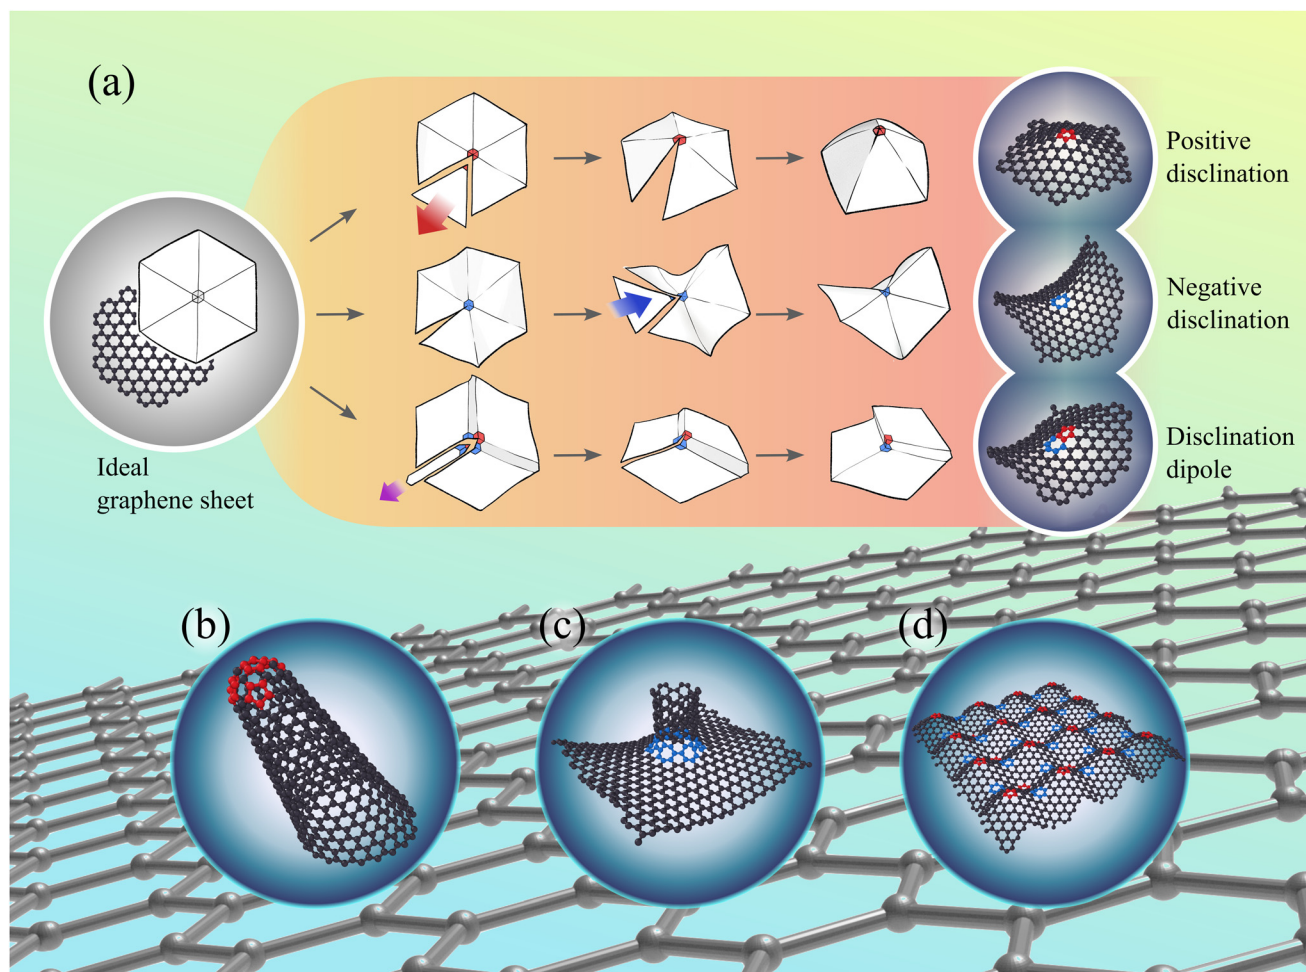 (a)
Positive
disclination
Negative
disclination
Disclination
dipole
Ideal
graphene sheet
(b)
(c)
(d)